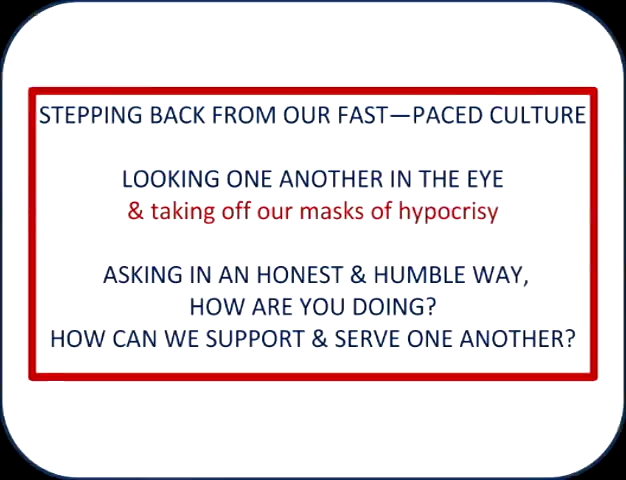 STEPPING BACK FROM OUR FAST—PACED CULTURE
LOOKING ONE ANOTHER IN THE EYE
& taking off our masks of hypocrisy
ASKING IN AN HONEST & HUMBLE WAY,
HOW ARE YOU DOING?
HOW CAN WE SUPPORT & SERVE ONE ANOTHER?